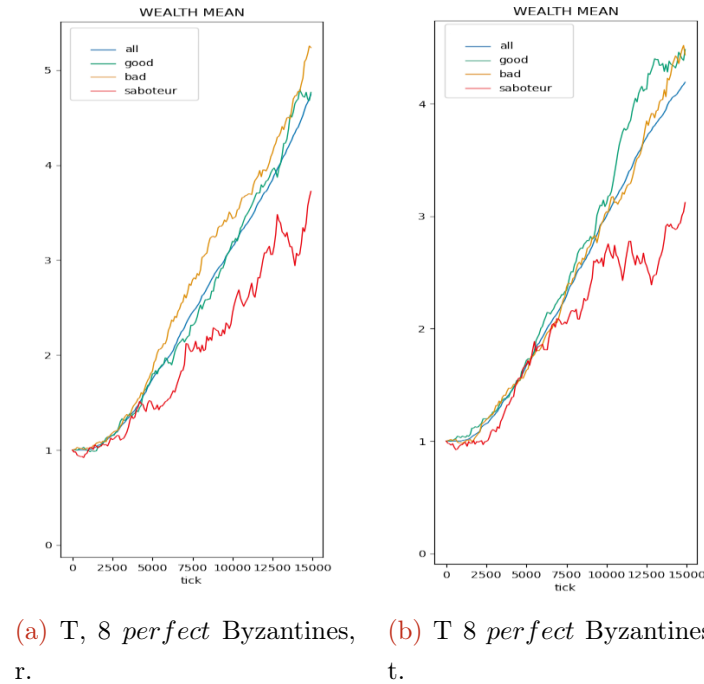 WEALTH MEAN
all
good
bad
saboteur
5
4
3
2
1
0
0 2500 5000 7500 10000 12500 15000
tick
(a) T, 8 perfect Byzantines,
r.
WEALTH MEAN
all
good
bad
saboteur
4
3
2
1
0
0 2500 5000 7500 10000 12500 15000
tick
(b) T 8 perfect Byzantines
t.